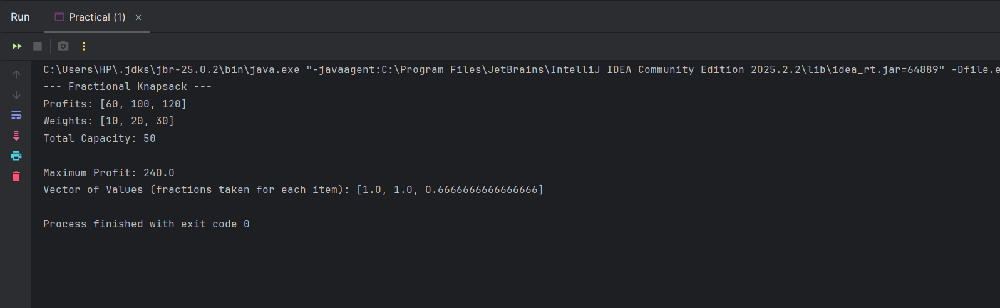 Run Practical (1)
C:\Users\HP\.jdks\jbr-25.0.2\bin\java.exe "-javaagent:C:\Program Files\JetBrains\IntelliJ IDEA Community Edition 2025.2.2\lib\idea_rt.jar=64889" -Dfile.e
--- Fractional Knapsack ---
Profits: [60, 100, 120]
Weights: [10, 20, 30]
Total Capacity: 50
Maximum Profit: 240.0
Vector of Values (fractions taken for each item): [1.0, 1.0, 0.6666666666666666]
Process finished with exit code 0